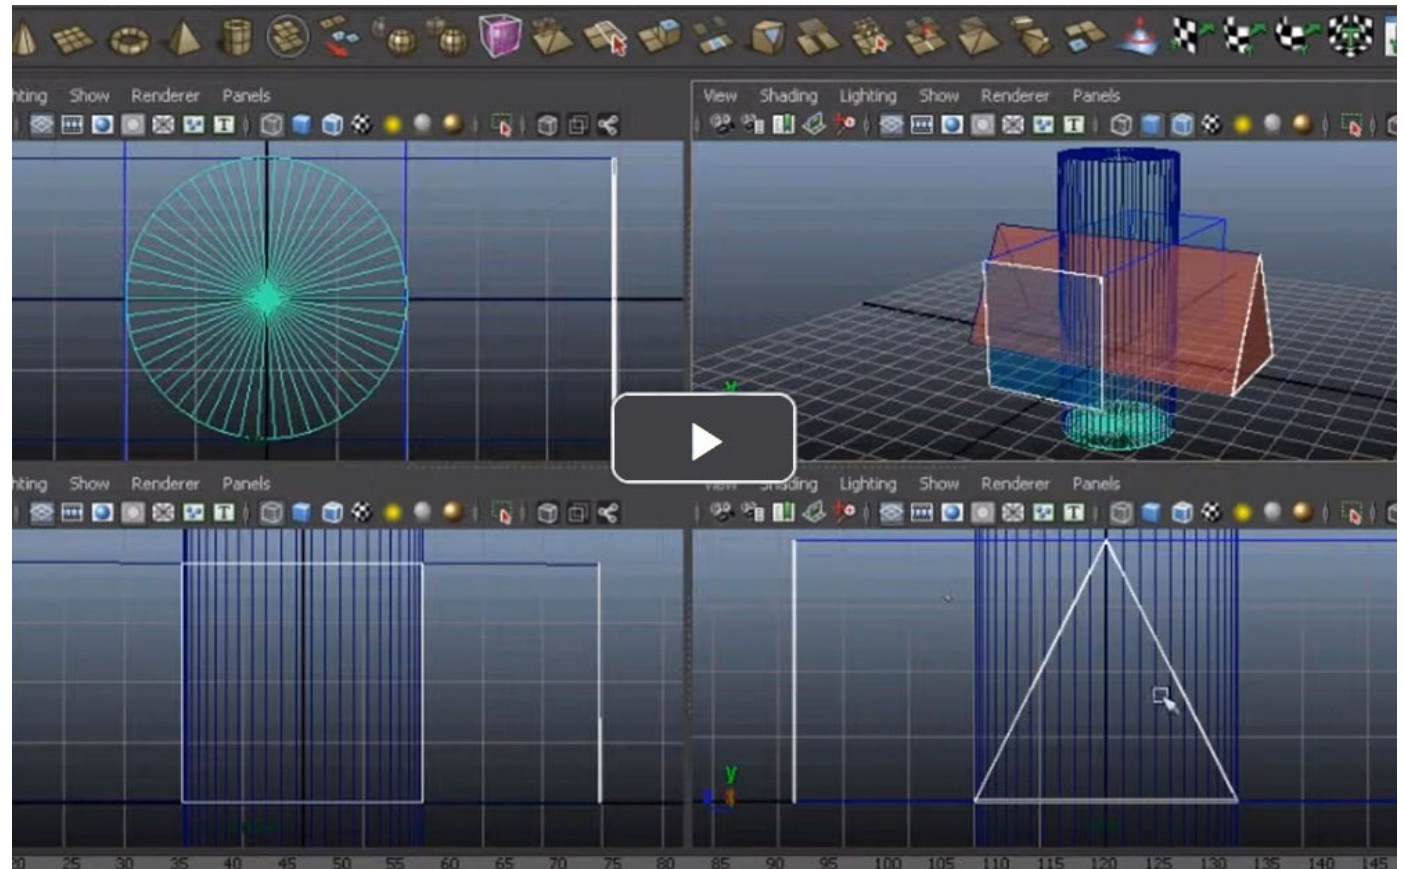 hting Show Renderer Panels
View Shading Lighting Show Renderer Panels
T
T
y
hting Show Renderer Panels
View Shading Lighting Show Renderer Panels
T
T
y
20 25 30 35 40 45 50 55 60 65 70 75 80 85 90 95 100 105 110 115 120 125 130 135 140 145